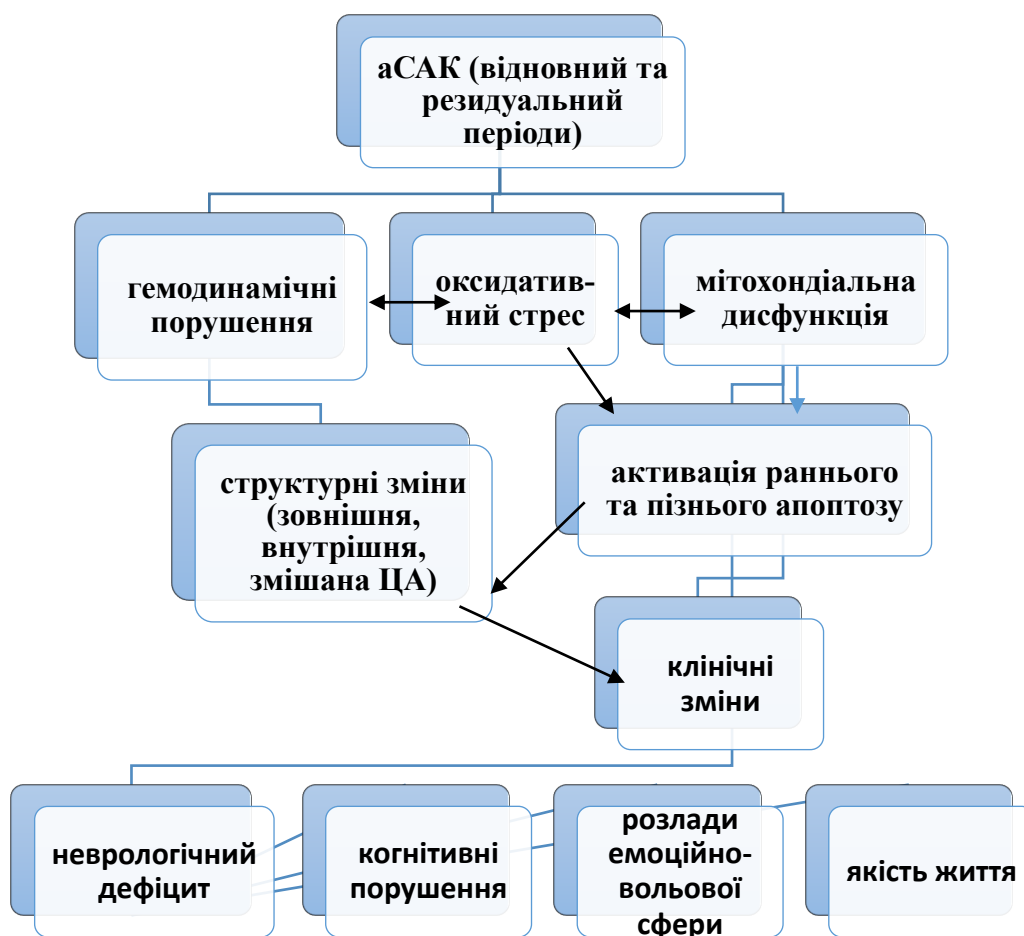 аСАК (відновний та
резидуальний
періоди)
гемодинамічні
порушення
оксидатив-
ний стрес
мітохондіальна
дисфункція
структурні зміни
(зовнішня,
внутрішня,
змішана ЦА)
активація раннього
та пізнього апоптозу
клінічні
зміни
неврологічний
дефіцит
когнітивні
порушення
розлади
емоційно-
вольової
сфери
якість життя